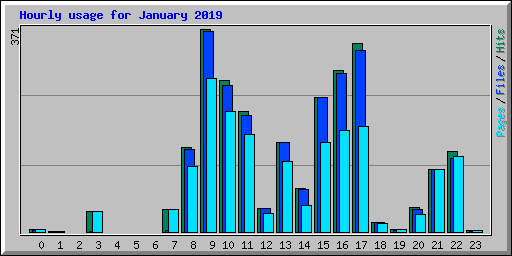 Hourly usage for January 2019
371
Pages / Files / Hits
0 1 2 3 4 5 6 7 8 9 10 11 12 13 14 15 16 17 18 19 20 21 22 23